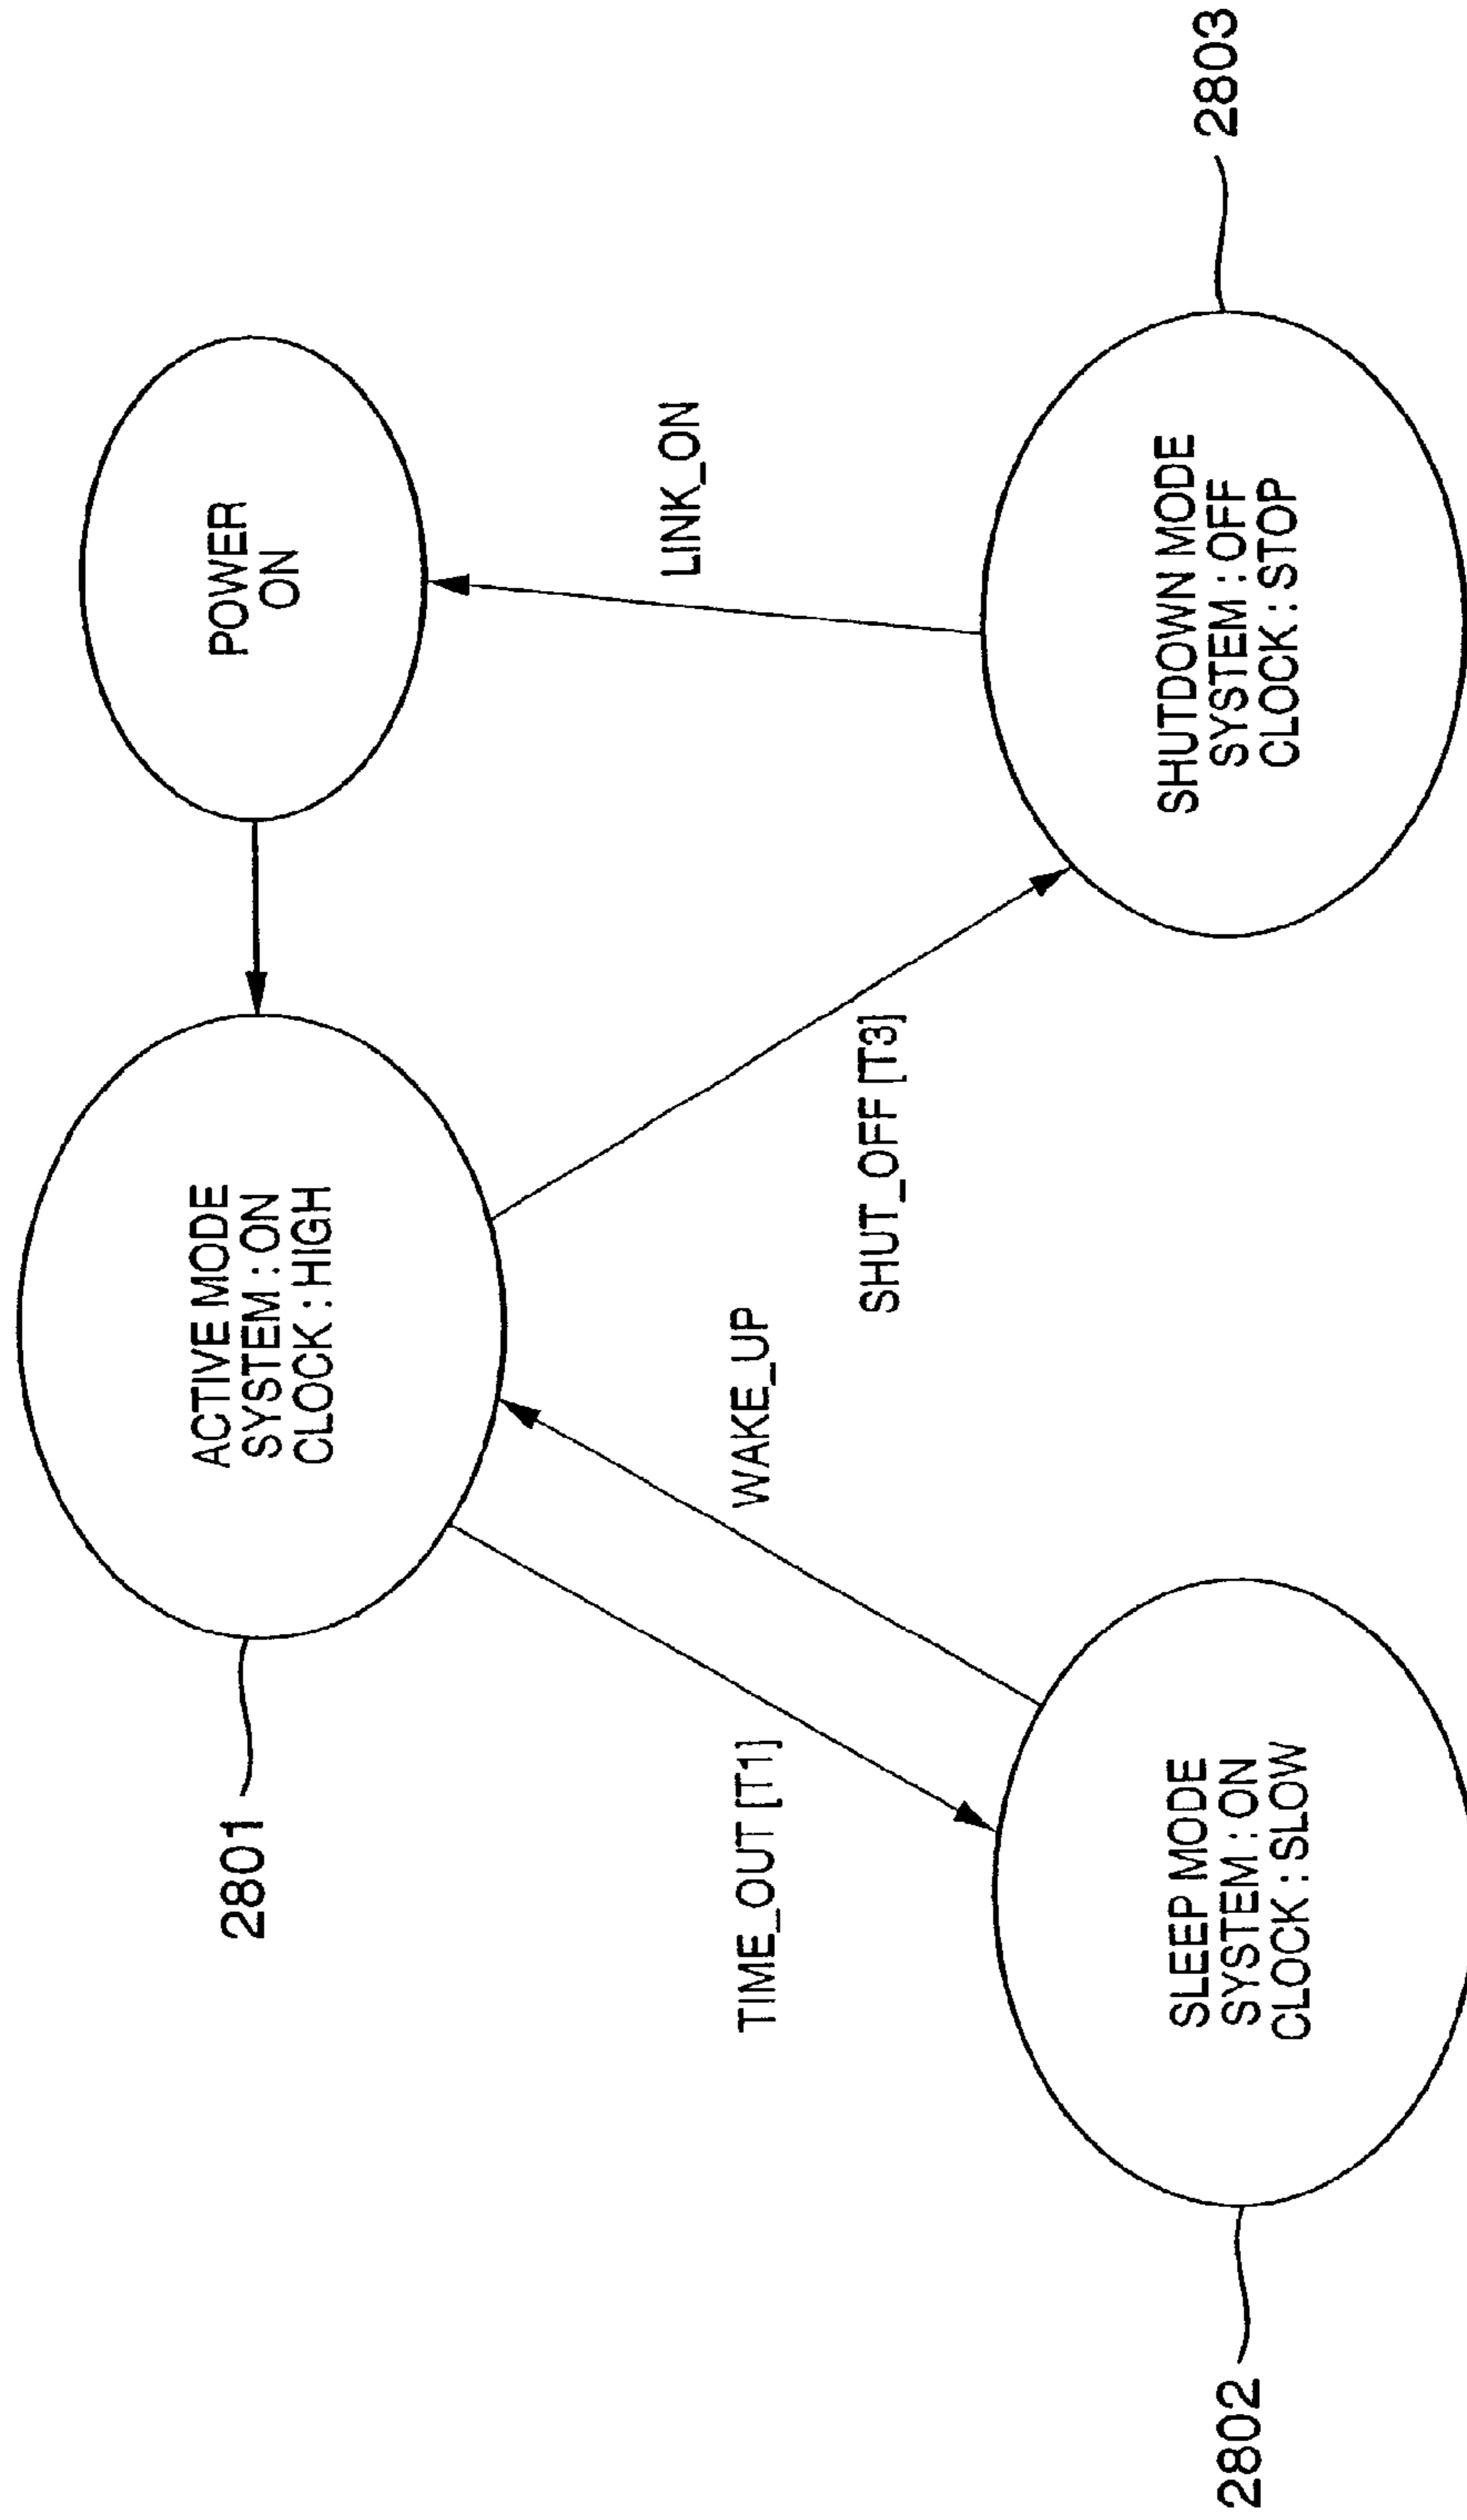 2801
ACTIVE MODE
SYSTEM : ON
CLOCK : HIGH
POWER
ON
TIME_OUT [T1]
WAKE_UP
SHUT_OFF [T3]
LINK_ON
2802
SLEEP MODE
SYSTEM : ON
CLOCK : SLOW
SHUTDOWN MODE
SYSTEM : OFF
CLOCK : STOP
2803